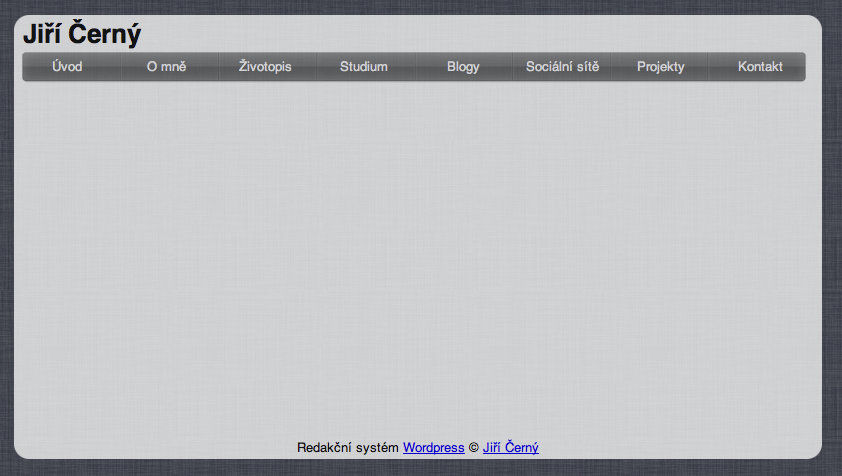 Jiří Černý
Úvod O mně Životopis Studium Blogy Sociální sítě Projekty Kontakt
Redakční systém Wordpress © Jiří Černý